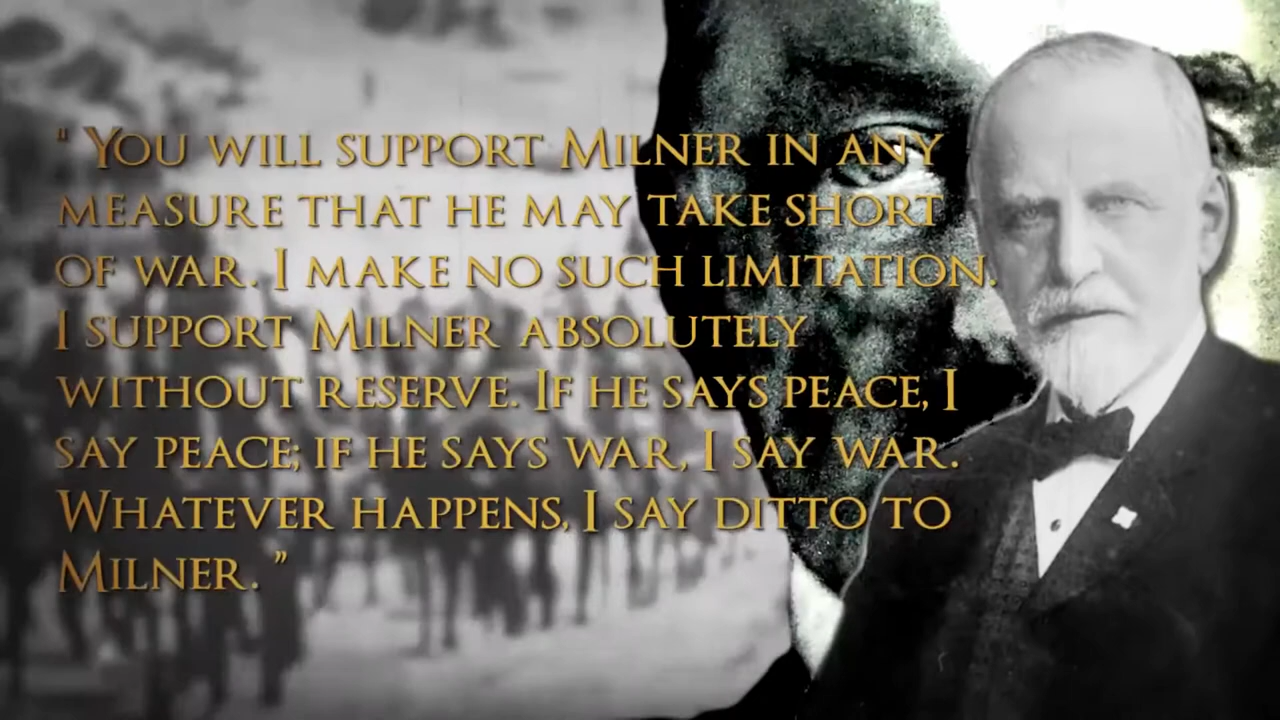 " You will support Milner in any
measure that he may take short
of war. I make no such limitation.
I support Milner absolutely
without reserve. If he says peace, I
say peace; if he says war, I say war.
Whatever happens, I say ditto to
Milner. ”